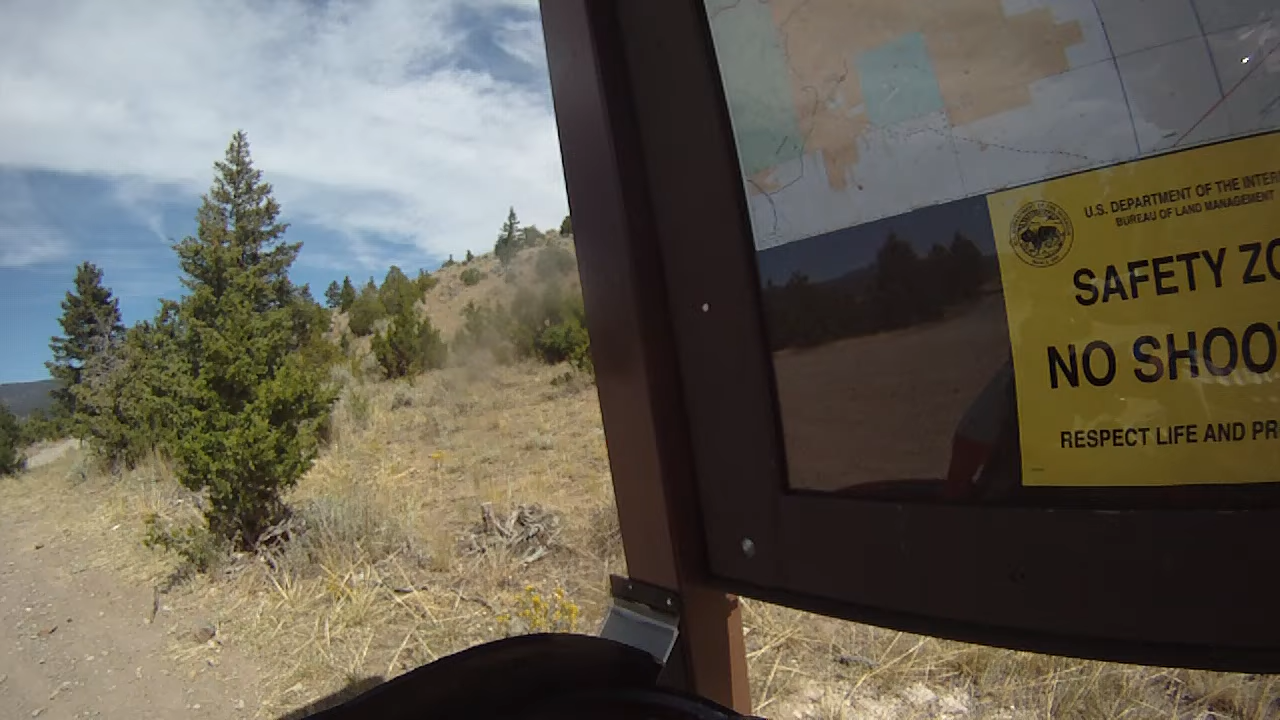 U.S. DEPARTMENT OF THE INTER
BUREAU OF LAND MANAGEMENT
SAFETY ZO
NO SHOO
RESPECT LIFE AND PR